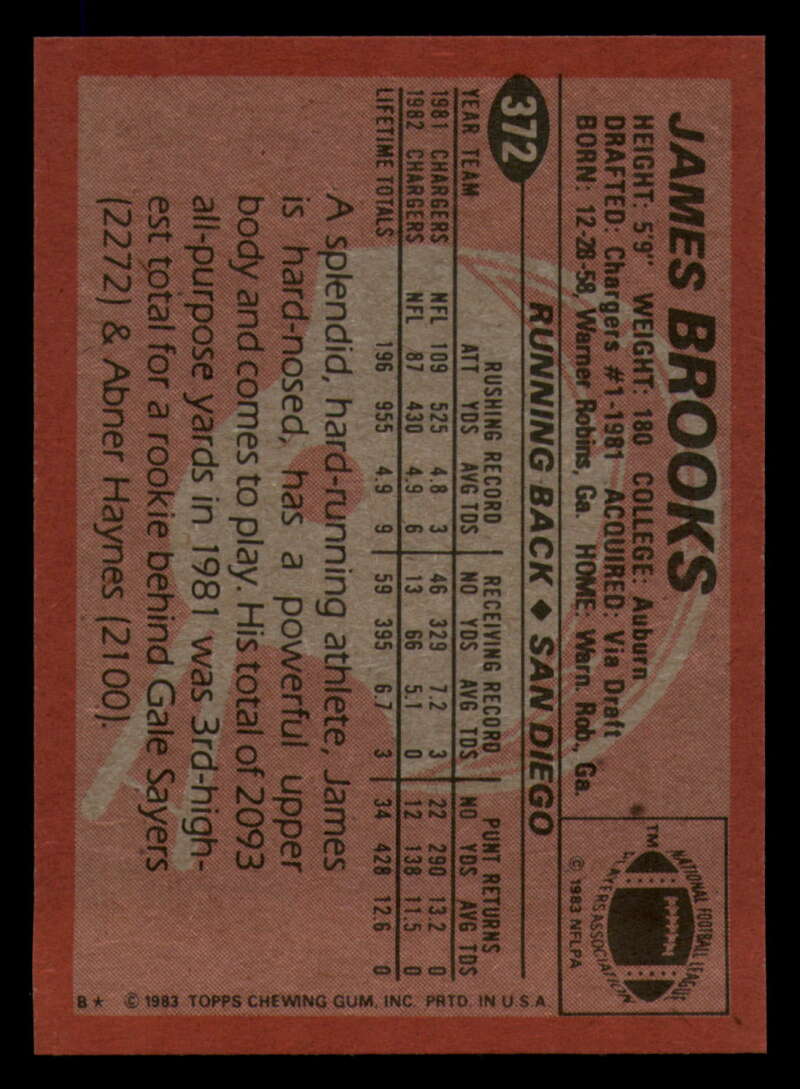 JAMES BROOKS
HEIGHT: 5'9" WEIGHT: 180 COLLEGE: Auburn
DRAFTED: Chargers #1-1981 ACQUIRED: Via Draft
BORN: 12-28-58, Warner Robins, Ga. HOME: Warn. Rob., Ga.
NATIONAL FOOTBALL LEAGUE
PLAYERS ASSOCIATION
TM
© 1983 NFLPA
372
RUNNING BACK ♦ SAN DIEGO
RUSHING RECORD RECEIVING RECORD PUNT RETURNS
YEAR TEAM ATT YDS AVG TDS NO YDS AVG TDS NO YDS AVG TDS
1981 CHARGERS NFL 109 525 4.8 3 46 329 7.2 3 22 290 13.2 0
1982 CHARGERS NFL 87 430 4.9 6 13 66 5.1 0 12 138 11.5 0
LIFETIME TOTALS 196 955 4.9 9 59 395 6.7 3 34 428 12.6 0
A splendid, hard-running athlete, James
is hard-nosed, has a powerful upper
body and comes to play. His total of 2093
all-purpose yards in 1981 was 3rd-high-
est total for a rookie behind Gale Sayers
(2272) & Abner Haynes (2100).
B★ © 1983 TOPPS CHEWING GUM, INC. PRTD. IN U.S.A.